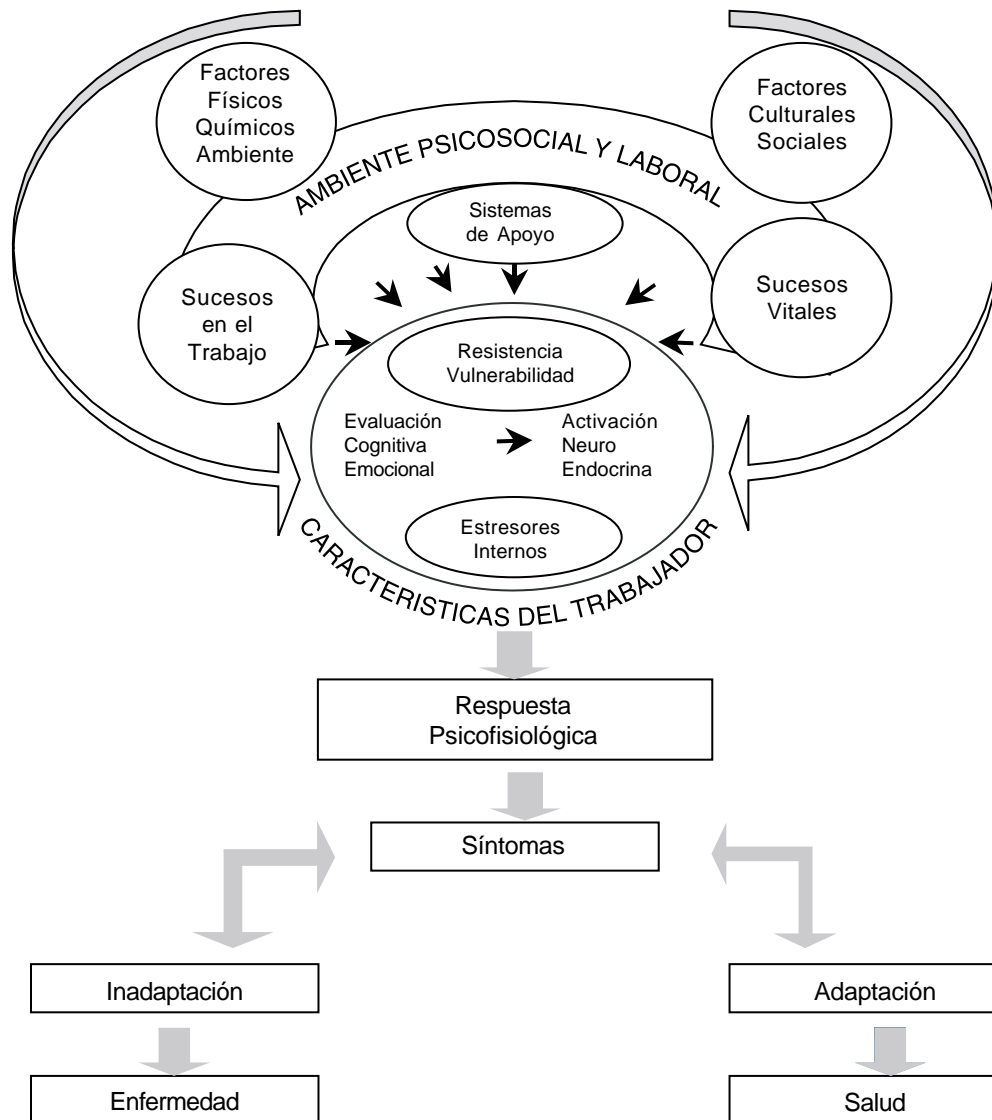 Factores
Físicos
Químicos
Ambiente
Factores
Culturales
Sociales
AMBIENTE PSICOSOCIAL Y LABORAL
Sistemas
de Apoyo
Sucesos
en el
Trabajo
Sucesos
Vitales
Resistencia
Vulnerabilidad
Evaluación
Cognitiva
Emocional
Activación
Neuro
Endocrina
Estresores
Internos
CARACTERISTICAS DEL TRABAJADOR
Respuesta
Psicofisiológica
Síntomas
Inadaptación
Adaptación
Enfermedad
Salud